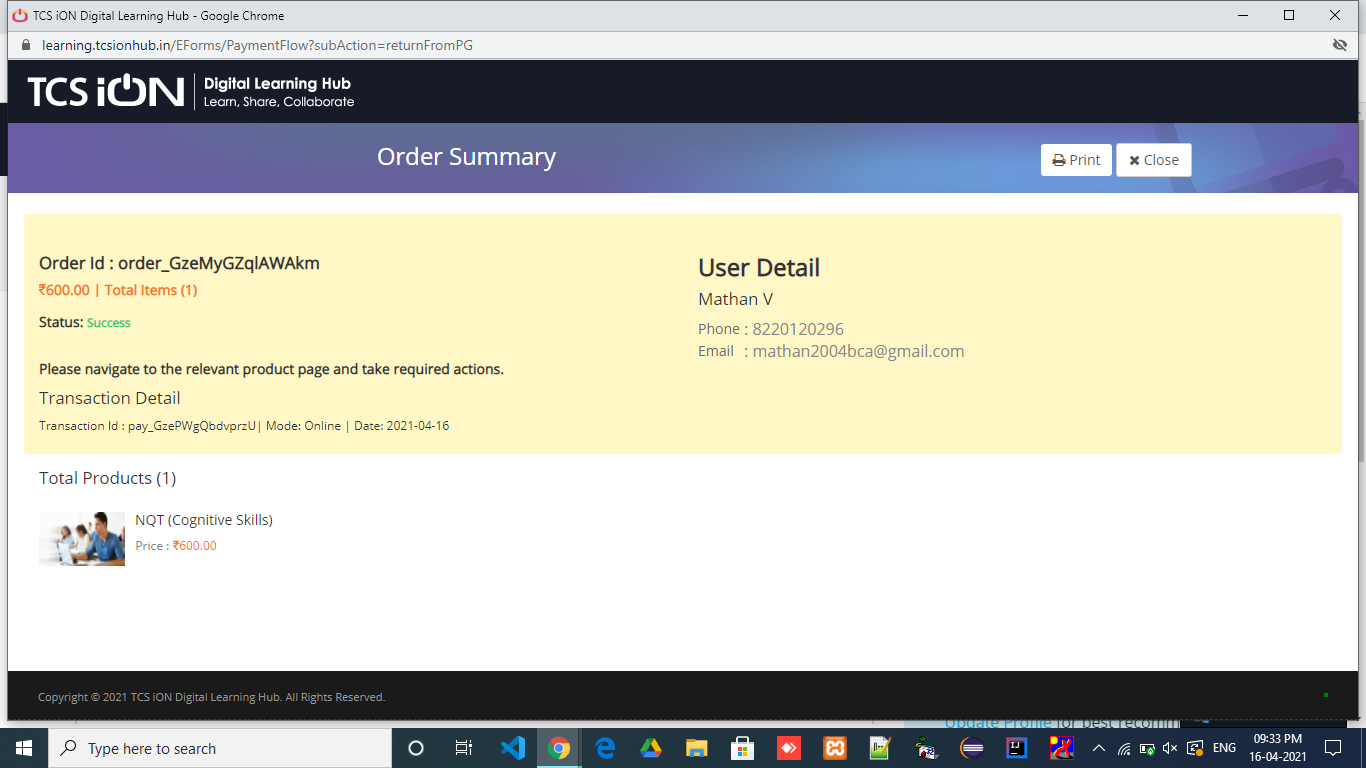 TCS iON Digital Learning Hub - Google Chrome
learning.tcsionhub.in/EForms/PaymentFlow?subAction=returnFromPG
TCS iON
Digital Learning Hub
Learn, Share, Collaborate
Order Summary
Print
Close
Order Id : order_GzeMyGZqlAWAkm
₹600.00 | Total Items (1)
Status: Success
Please navigate to the relevant product page and take required actions.
Transaction Detail
Transaction Id : pay_GzePWgQbdvprzU| Mode: Online | Date: 2021-04-16
User Detail
Mathan V
Phone : 8220120296
Email : mathan2004bca@gmail.com
Total Products (1)
NQT (Cognitive Skills)
Price : ₹600.00
Copyright © 2021 TCS iON Digital Learning Hub. All Rights Reserved.
Update Profile for best recomm
Type here to search
ENG
09:33 PM
16-04-2021